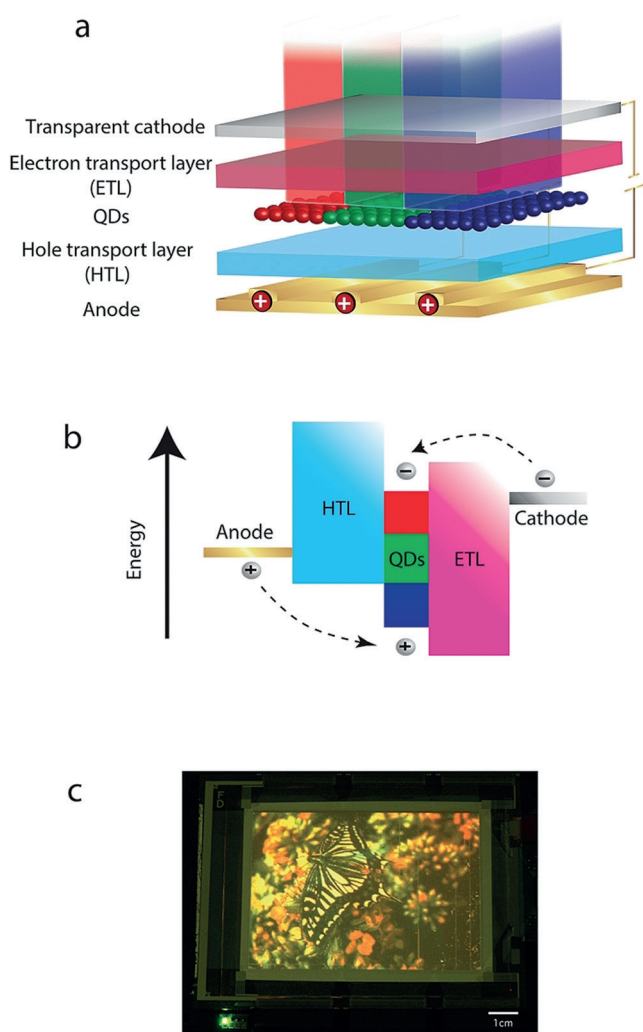 a
Transparent cathode
Electron transport layer
(ETL)
QDs
Hole transport layer
(HTL)
Anode
+ + +
b
Energy
Anode
+
HTL
−
QDs
+
ETL
−
Cathode
c
F
D
1cm